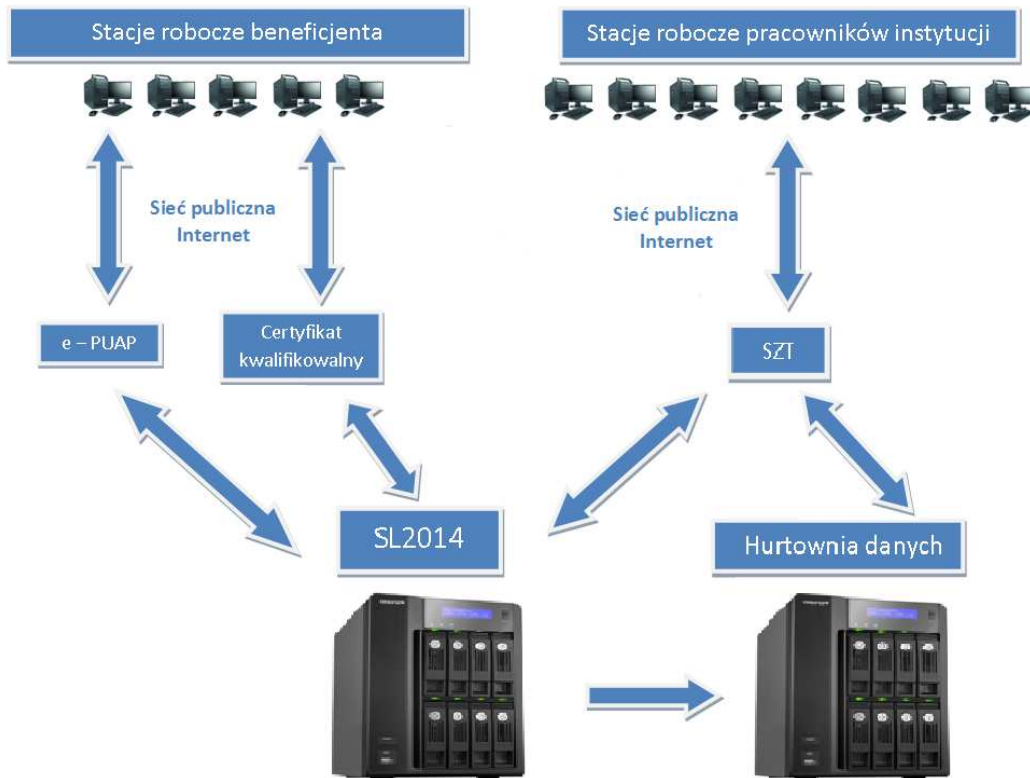 Stacje robocze beneficjenta
Stacje robocze pracowników instytucji
Sieć publiczna
Internet
Sieć publiczna
Internet
e – PUAP
Certyfikat
kwalifikowalny
SZT
SL2014
Hurtownia danych